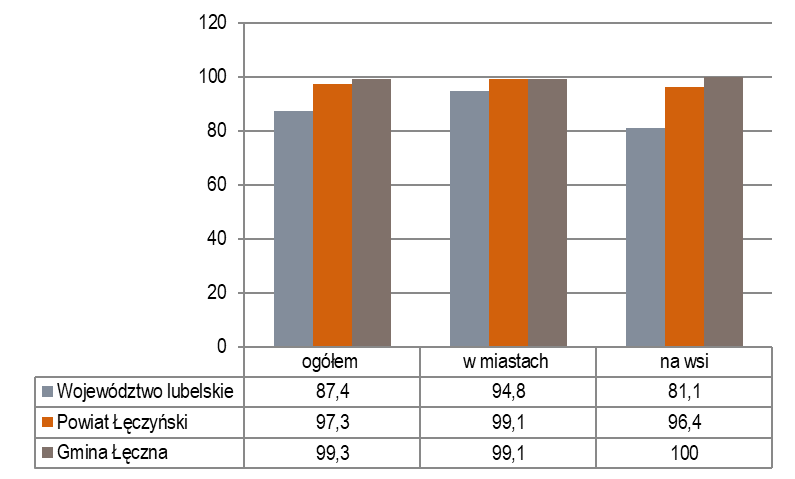 120
100
80
60
40
20
0
ogółem w miastach na wsi
Województwo lubelskie 87,4 94,8 81,1
Powiat Łęczyński 97,3 99,1 96,4
Gmina Łęczna 99,3 99,1 100